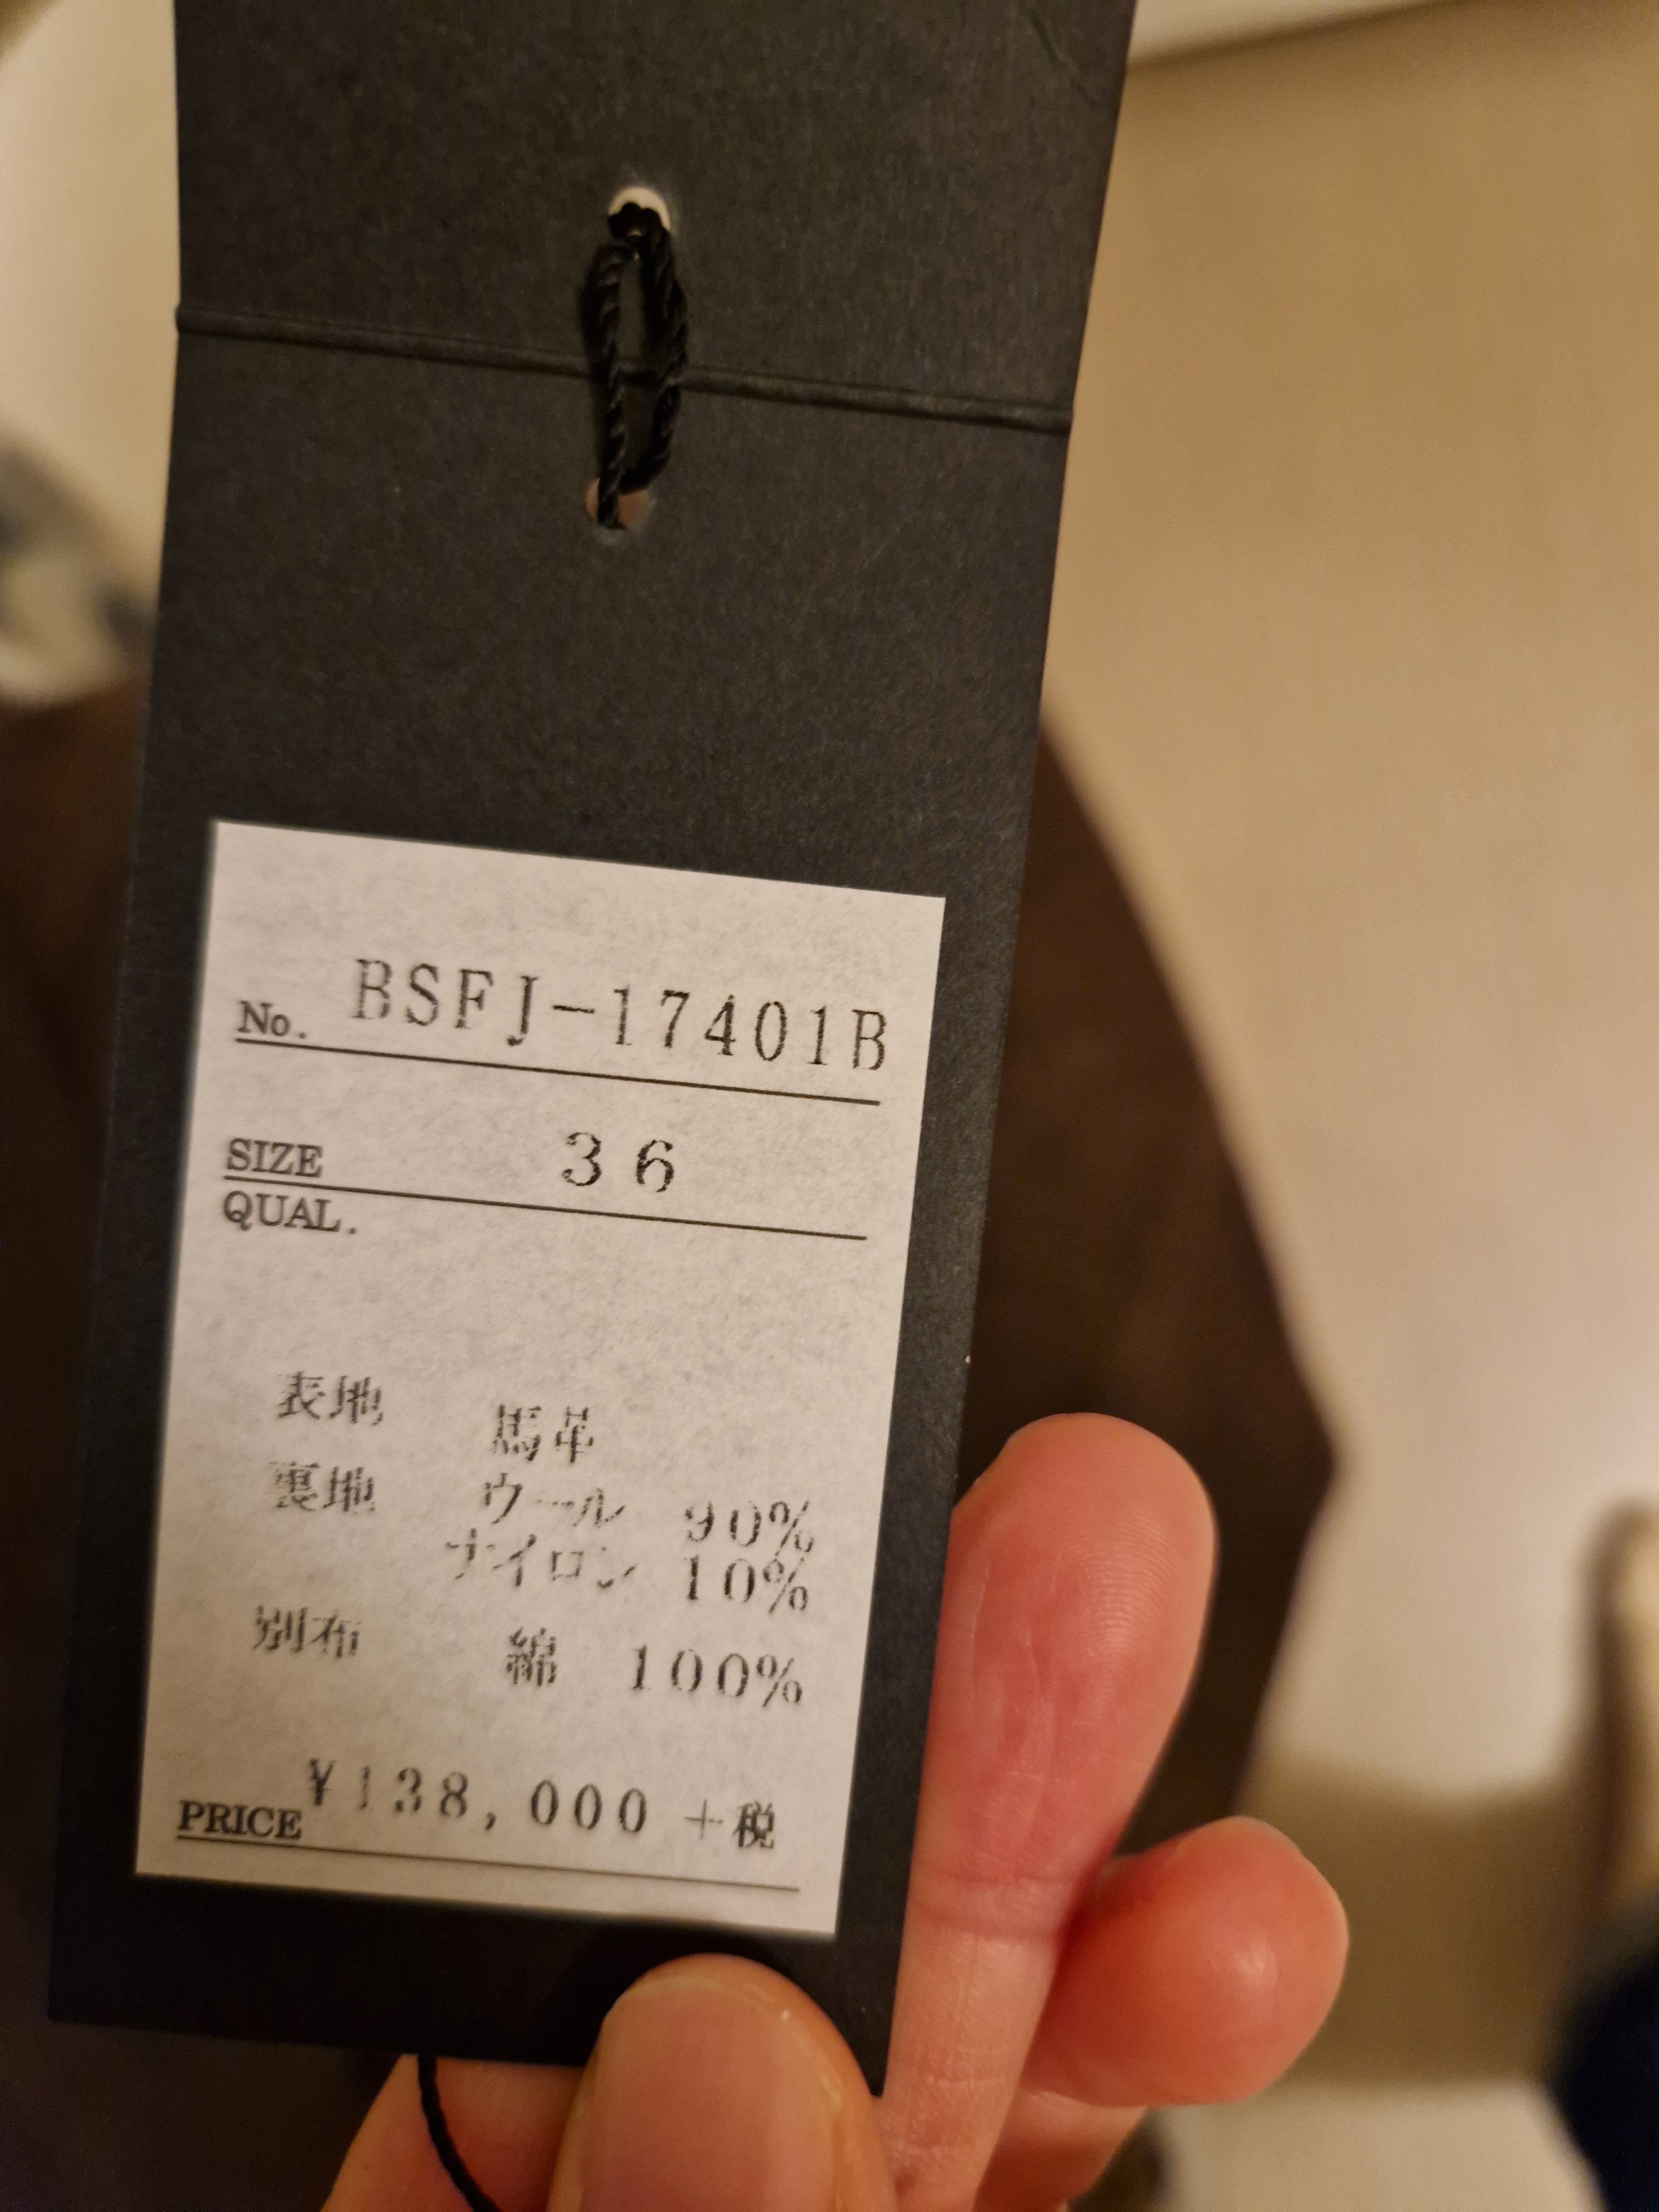 No. BSFJ-17401B
SIZE 36
QUAL.
表地 馬革
裏地 ウール 90%
ナイロン 10%
別布 綿 100%
PRICE ¥138,000 +税